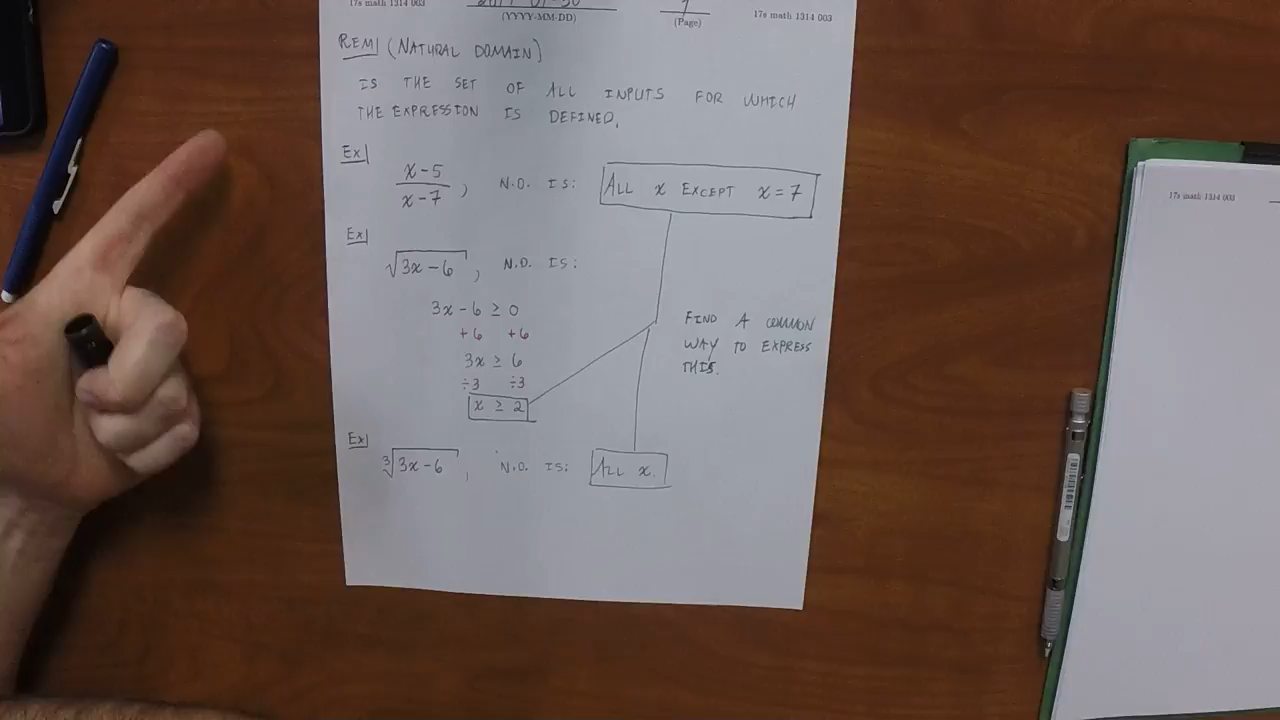 17s math 1314 003
(YYYY-MM-DD)
(Page)
17s math 1314 003
REM (NATURAL DOMAIN)
IS THE SET OF ALL INPUTS FOR WHICH
THE EXPRESSION IS DEFINED.
Ex
x-5
x-7
, N.D. IS: ALL x EXCEPT x=7
Ex
√3x-6, N.D. IS:
3x-6 ≥ 0
+6 +6
3x ≥ 6
÷3 ÷3
x ≥ 2
FIND A COMMON
WAY TO EXPRESS
THIS.
Ex
∛3x-6, N.D. IS: ALL x.
17s math 1314 003